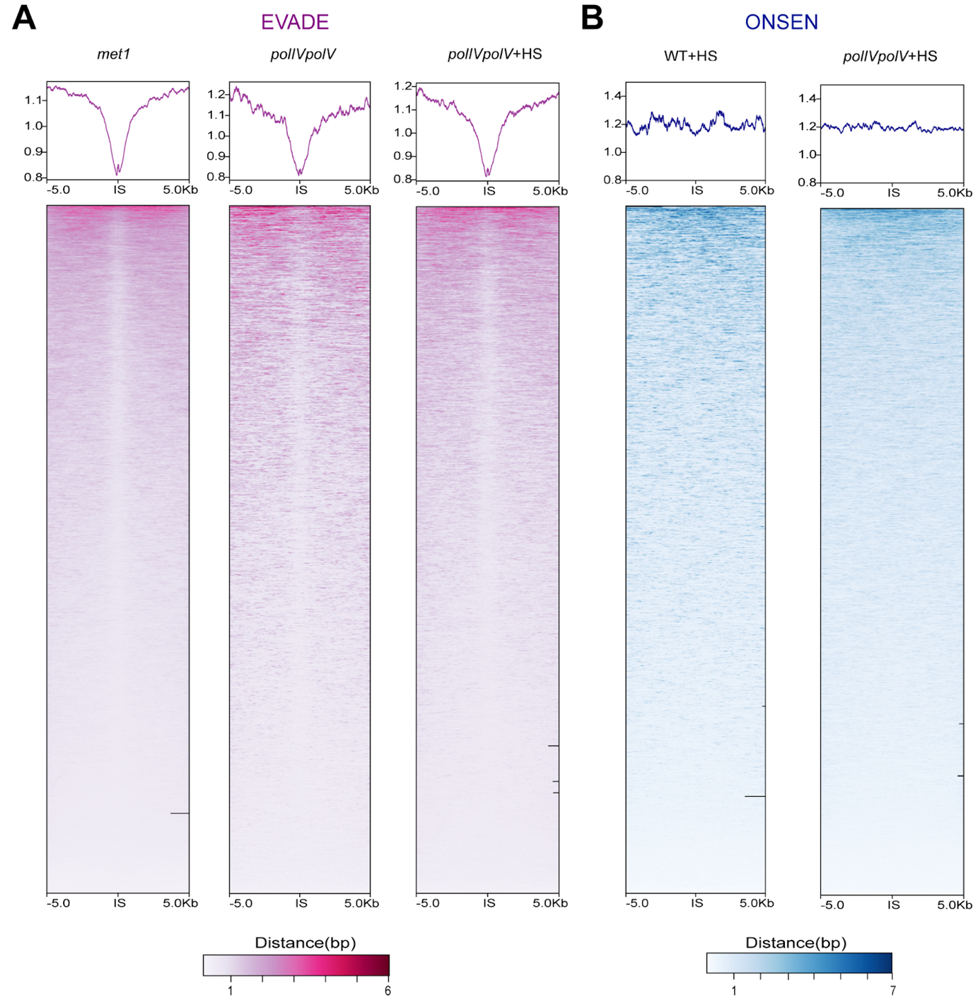 A
EVADE
B
ONSEN
met1
polIVpolV
polIVpolV+HS
WT+HS
polIVpolV+HS
1.1
1.0
0.9
0.8
-5.0 IS 5.0Kb
1.2
1.1
1.0
0.9
0.8
-5.0 IS 5.0Kb
1.2
1.1
1.0
0.9
0.8
-5.0 IS 5.0Kb
1.4
1.2
1.0
0.8
-5.0 IS 5.0Kb
1.4
1.2
1.0
0.8
-5.0 IS 5.0Kb
-5.0 IS 5.0Kb
-5.0 IS 5.0Kb
-5.0 IS 5.0Kb
-5.0 IS 5.0Kb
-5.0 IS 5.0Kb
Distance(bp)
1 6
Distance(bp)
1 7